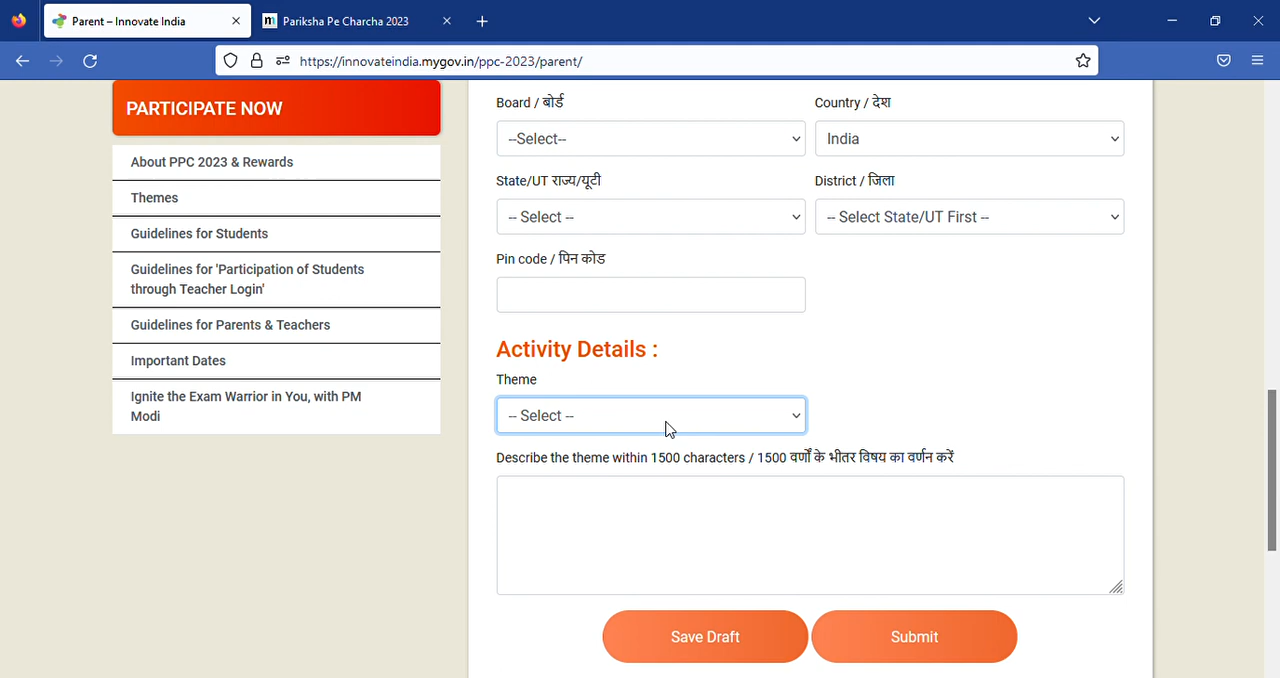 Parent – Innovate India
Pariksha Pe Charcha 2023
https://innovateindia.mygov.in/ppc-2023/parent/
PARTICIPATE NOW
About PPC 2023 & Rewards
Themes
Guidelines for Students
Guidelines for 'Participation of Students
through Teacher Login'
Guidelines for Parents & Teachers
Important Dates
Ignite the Exam Warrior in You, with PM
Modi
Board / बोर्ड
Country / देश
--Select--
India
State/UT राज्य/यूटी
District / जिला
-- Select --
-- Select State/UT First --
Pin code / पिन कोड
Activity Details :
Theme
-- Select --
Describe the theme within 1500 characters / 1500 वर्णों के भीतर विषय का वर्णन करें
Save Draft
Submit